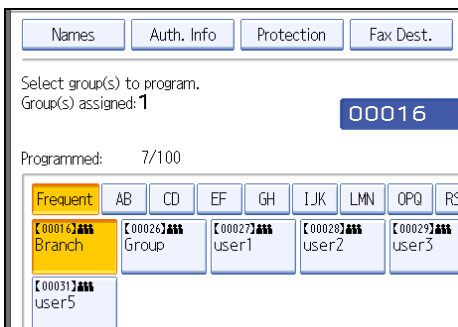 Names Auth. Info Protection Fax Dest.
Select group(s) to program.
Group(s) assigned: 1
00016
Programmed: 7/100
Frequent AB CD EF GH IJK LMN OPQ RS
【00016】 【00026】 【00027】 【00028】 【00029】
Branch Group user1 user2 user3
【00031】
user5